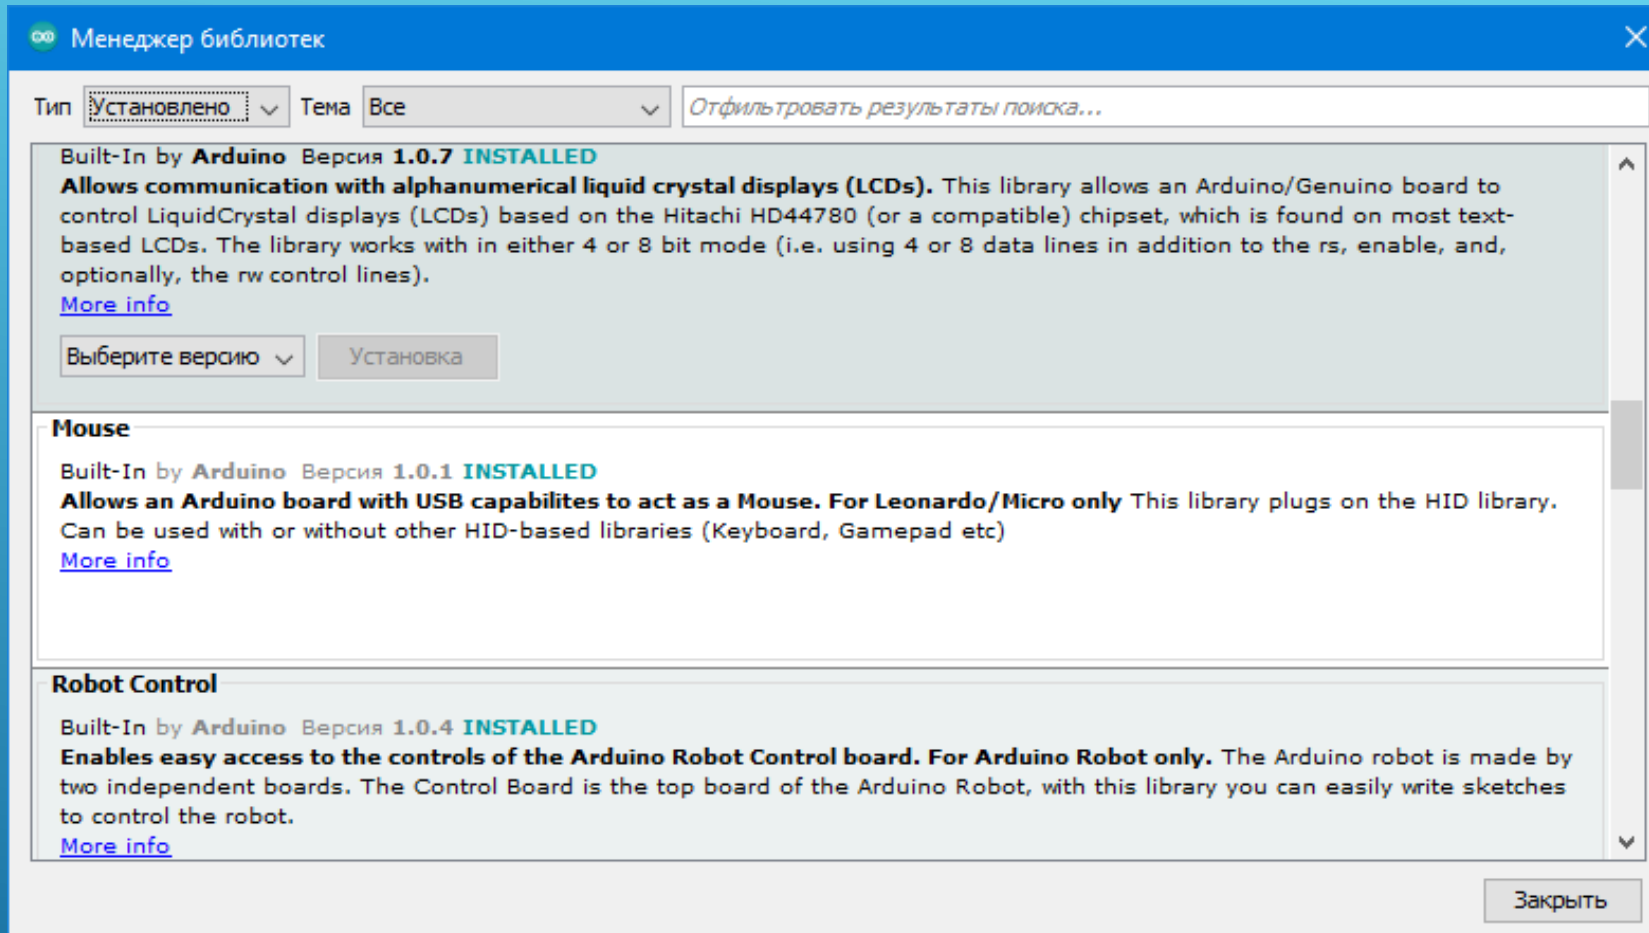 Менеджер библиотек
Тип Установлено Тема Все Отфильтровать результаты поиска...
Built-In by Arduino Версия 1.0.7 INSTALLED
Allows communication with alphanumerical liquid crystal displays (LCDs). This library allows an Arduino/Genuino board to
control LiquidCrystal displays (LCDs) based on the Hitachi HD44780 (or a compatible) chipset, which is found on most text-
based LCDs. The library works with in either 4 or 8 bit mode (i.e. using 4 or 8 data lines in addition to the rs, enable, and,
optionally, the rw control lines).
More info
Выберите версию Установка
Mouse
Built-In by Arduino Версия 1.0.1 INSTALLED
Allows an Arduino board with USB capabilites to act as a Mouse. For Leonardo/Micro only This library plugs on the HID library.
Can be used with or without other HID-based libraries (Keyboard, Gamepad etc)
More info
Robot Control
Built-In by Arduino Версия 1.0.4 INSTALLED
Enables easy access to the controls of the Arduino Robot Control board. For Arduino Robot only. The Arduino robot is made by
two independent boards. The Control Board is the top board of the Arduino Robot, with this library you can easily write sketches
to control the robot.
More info
Закрыть